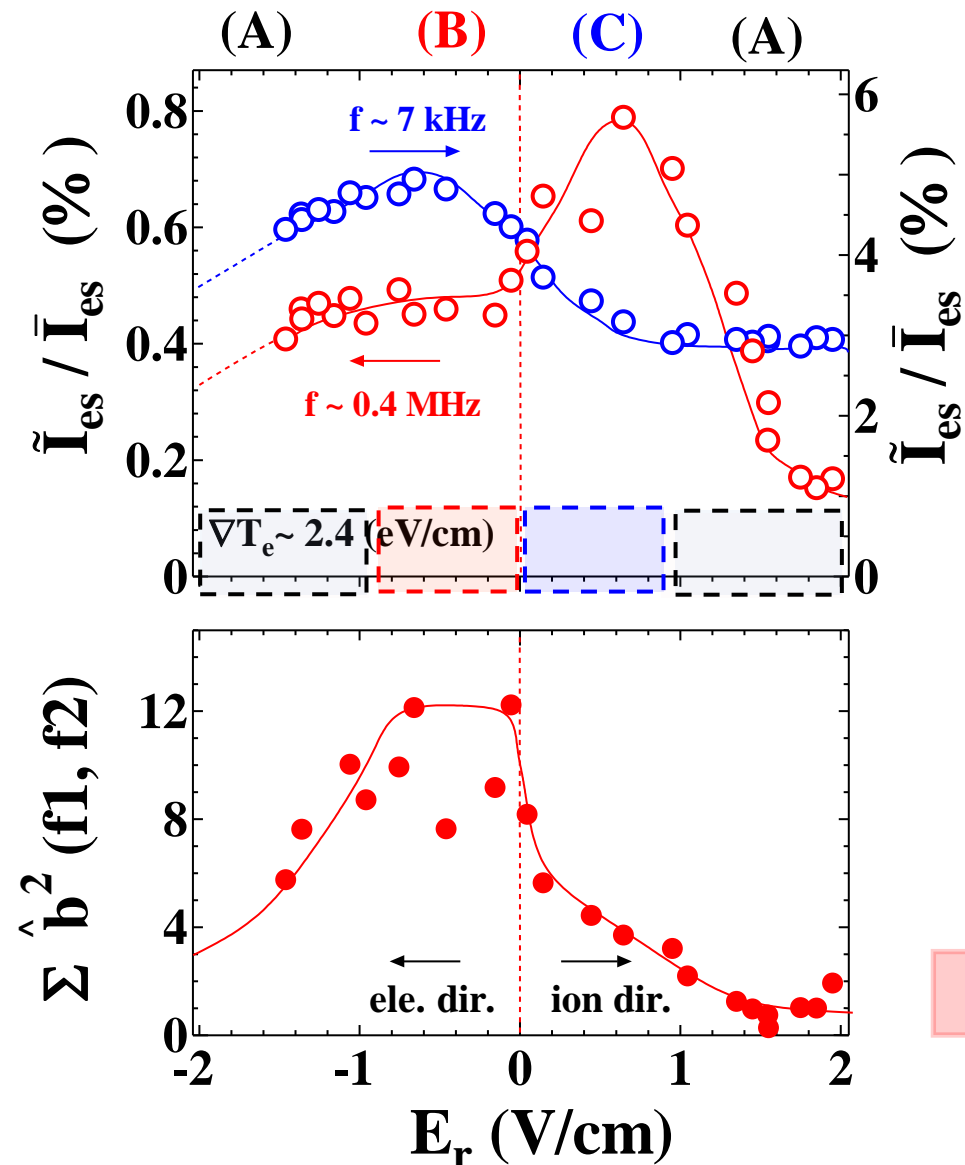 (A) (B) (C) (A)
Ĩes / Īes (%)
0.8
0.6
0.4
0.2
0
f ~ 7 kHz
f ~ 0.4 MHz
∇Te~ 2.4 (eV/cm)
6
4
2
0
Ĩes / Īes (%)
Σ b̂² (f1, f2)
12
8
4
0
ele. dir. ion dir.
-2 -1 0 1 2
Er (V/cm)